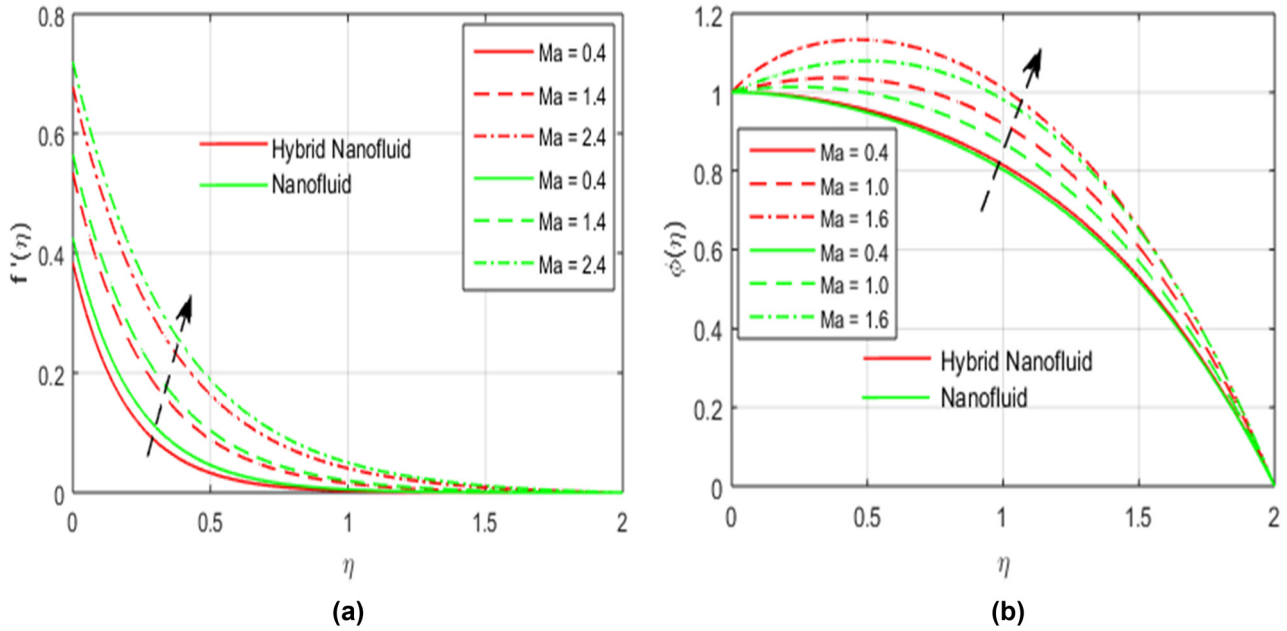 0.8
0.6
0.4
0.2
0
f '(η)
Ma = 0.4
Ma = 1.4
Ma = 2.4
Ma = 0.4
Ma = 1.4
Ma = 2.4
Hybrid Nanofluid
Nanofluid
0 0.5 1 1.5 2
η
(a)
1.2
1
0.8
0.6
0.4
0.2
0
ϕ(η)
Ma = 0.4
Ma = 1.0
Ma = 1.6
Ma = 0.4
Ma = 1.0
Ma = 1.6
Hybrid Nanofluid
Nanofluid
0 0.5 1 1.5 2
η
(b)